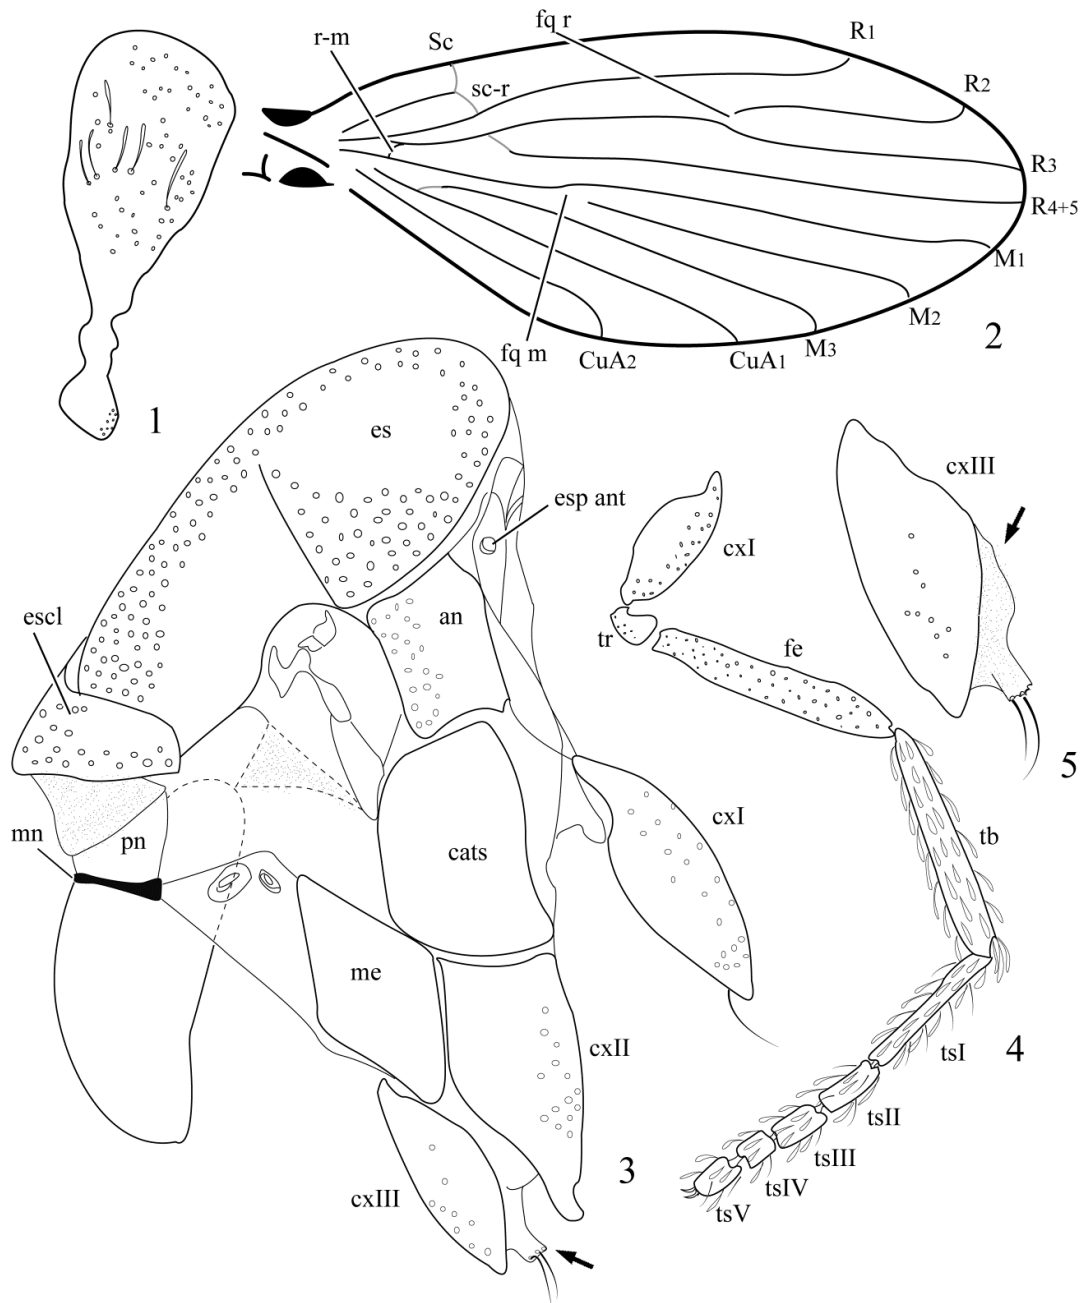 1
r-m
Sc
sc-r
fq r
R1
R2
R3
R4+5
M1
M2
M3
CuA1
CuA2
fq m
2
es
esp ant
an
escl
mn
pn
cats
me
cxI
cxII
cxIII
3
cxI
tr
fe
tb
tsI
tsII
tsIII
tsIV
tsV
4
cxIII
5